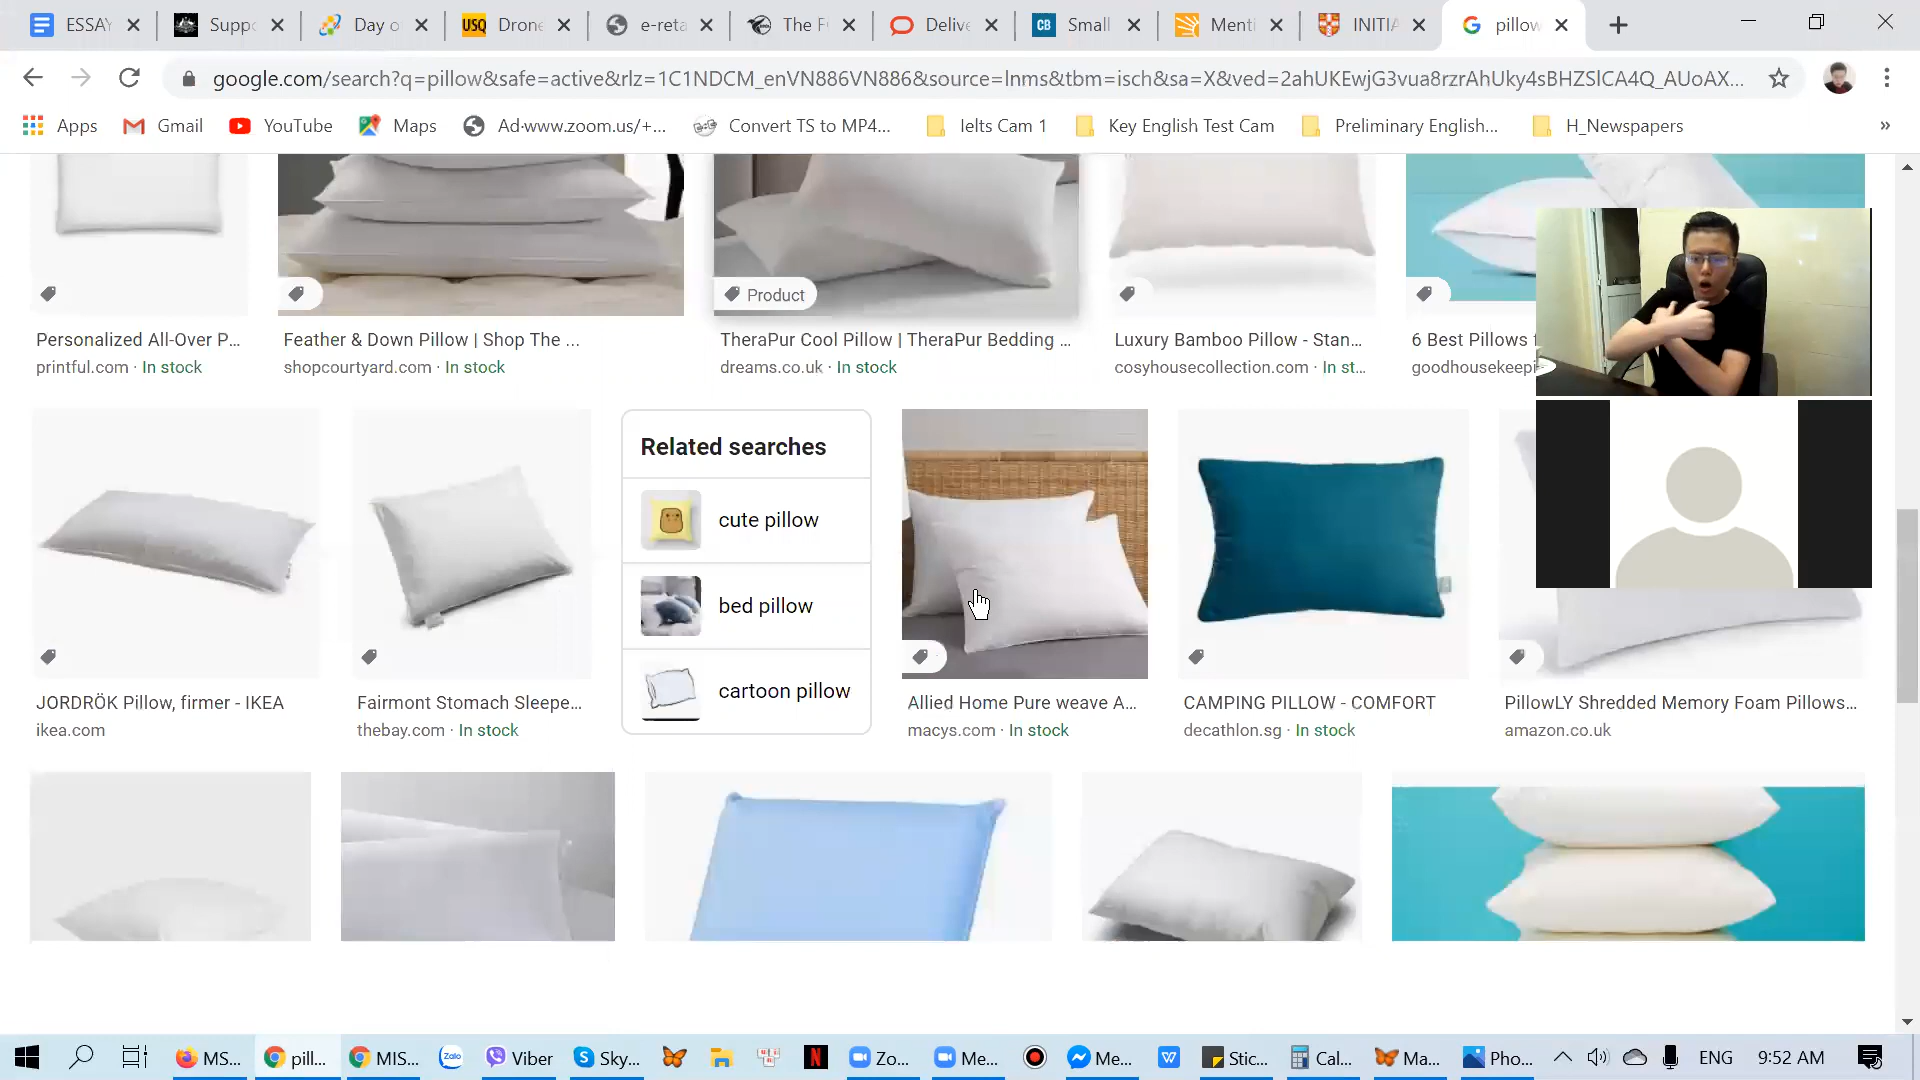 ESSAY
Suppo
Day o
USQ Drone
e-reta
The F
Delive
CB Small
Menti
INITIA
pillow
google.com/search?q=pillow&safe=active&rlz=1C1NDCM_enVN886VN886&source=lnms&tbm=isch&sa=X&ved=2ahUKEwjG3vua8rzrAhUky4sBHZSlCA4Q_AUoAX...
Apps
Gmail
YouTube
Maps
Ad·www.zoom.us/+...
Convert TS to MP4...
Ielts Cam 1
Key English Test Cam
Preliminary English...
H_Newspapers
»
Product
Personalized All-Over P...
printful.com · In stock
Feather & Down Pillow | Shop The ...
shopcourtyard.com · In stock
TheraPur Cool Pillow | TheraPur Bedding ...
dreams.co.uk · In stock
Luxury Bamboo Pillow - Stan...
cosyhousecollection.com · In st...
6 Best Pillows f
goodhousekeepi
Related searches
cute pillow
bed pillow
cartoon pillow
JORDRÖK Pillow, firmer - IKEA
ikea.com
Fairmont Stomach Sleepe...
thebay.com · In stock
Allied Home Pure weave A...
macys.com · In stock
CAMPING PILLOW - COMFORT
decathlon.sg · In stock
PillowLY Shredded Memory Foam Pillows...
amazon.co.uk
MS...
pill...
MIS...
Zalo
Viber
Sky...
N
Zo...
Me...
Me...
W
Stic...
Cal...
Ma...
Pho...
ENG
9:52 AM